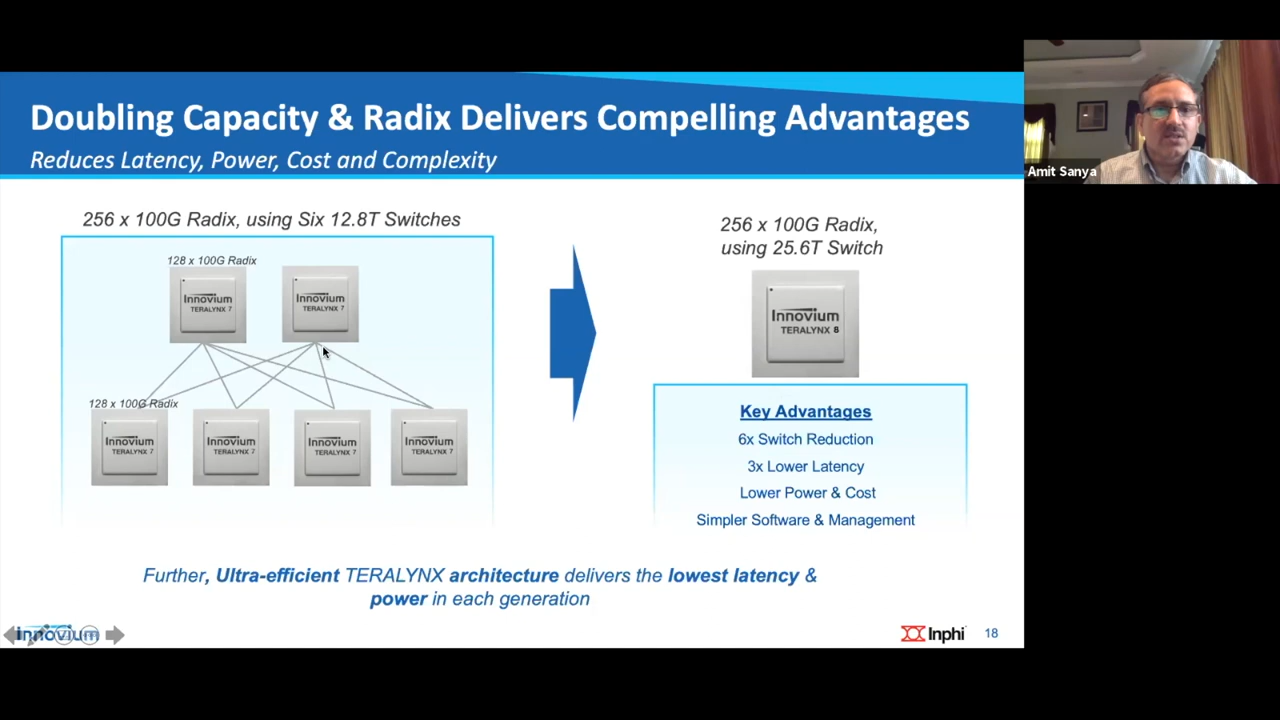 Doubling Capacity & Radix Delivers Compelling Advantages
Reduces Latency, Power, Cost and Complexity
Amit Sanya
256 x 100G Radix, using Six 12.8T Switches
128 x 100G Radix
Innovium
TERALYNX 7
Innovium
TERALYNX 7
128 x 100G Radix
Innovium
TERALYNX 7
Innovium
TERALYNX 7
Innovium
TERALYNX 7
Innovium
TERALYNX 7
256 x 100G Radix,
using 25.6T Switch
Innovium
TERALYNX 8
Key Advantages
6x Switch Reduction
3x Lower Latency
Lower Power & Cost
Simpler Software & Management
Further, Ultra-efficient TERALYNX architecture delivers the lowest latency &
power in each generation
innovium
Inphi
18